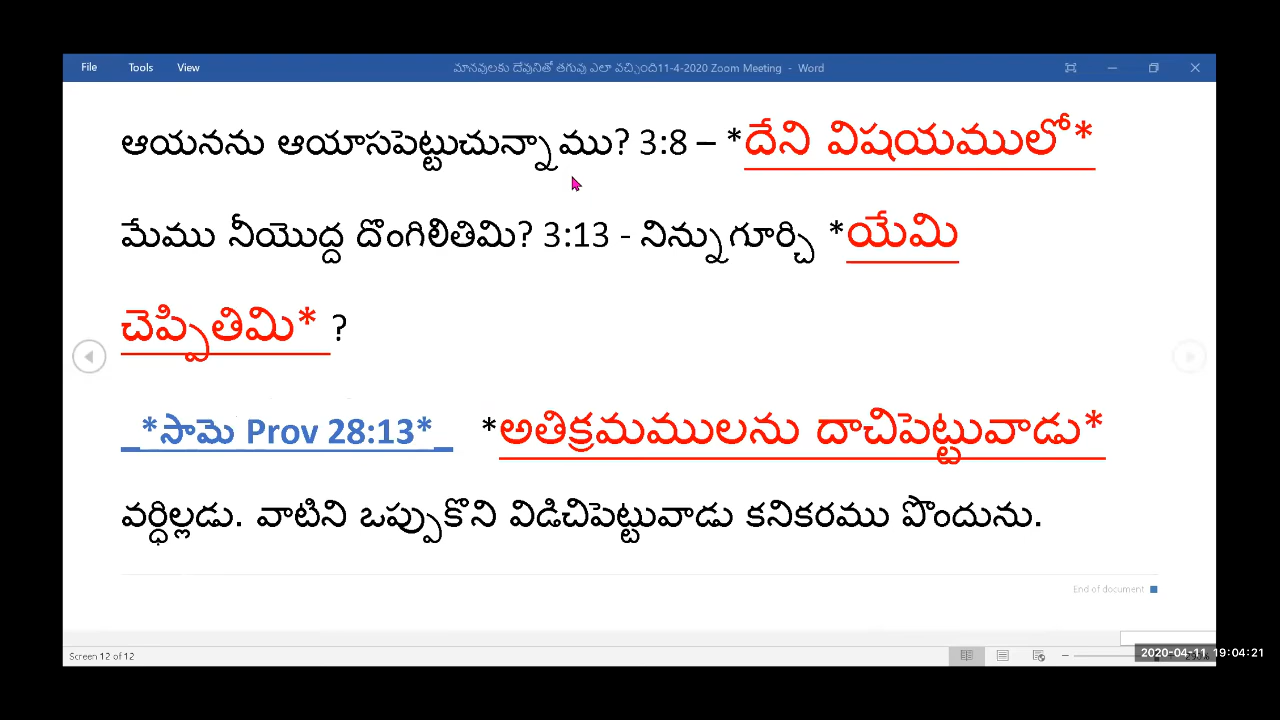 File Tools View మానవులకు దేవునితో తగువు ఎలా వచ్చింది11-4-2020 Zoom Meeting - Word
ఆయనను ఆయాసపెట్టుచున్నాము? 3:8 – *దేని విషయములో*
మేము నీయొద్ద దొంగిలితిమి? 3:13 - నిన్నుగూర్చి *యేమి
చెప్పితిమి* ?
_*సామె Prov 28:13*_ *అతిక్రమములను దాచిపెట్టువాడు*
వర్ధిల్లడు. వాటిని ఒప్పుకొని విడిచిపెట్టువాడు కనికరము పొందును.
End of document
Screen 12 of 12
2020-04-11 19:04:21